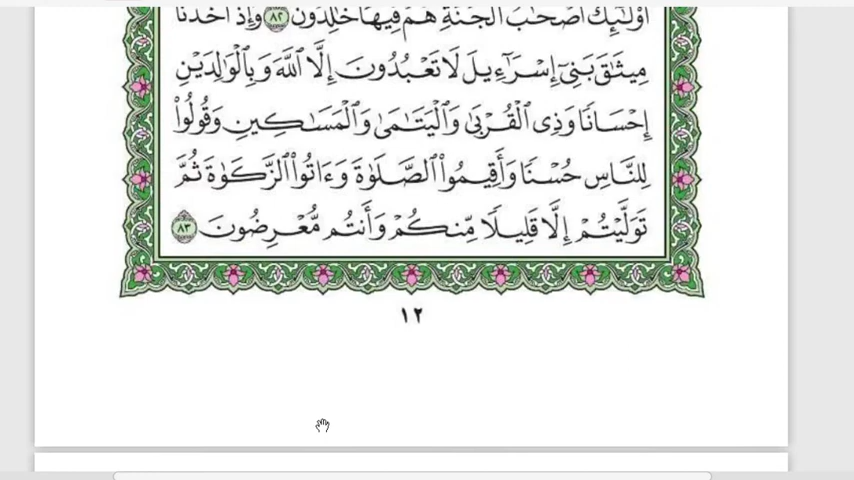 أُوْلَٰٓئِكَ أَصْحَٰبُ ٱلْجَنَّةِ هُمْ فِيهَا خَٰلِدُونَ ٨٢ وَإِذْ أَخَذْنَا
مِيثَٰقَ بَنِىٓ إِسْرَٰٓءِيلَ لَا تَعْبُدُونَ إِلَّا ٱللَّهَ وَبِٱلْوَٰلِدَيْنِ
إِحْسَانًا وَذِى ٱلْقُرْبَىٰ وَٱلْيَتَٰمَىٰ وَٱلْمَسَٰكِينِ وَقُولُوا۟
لِلنَّاسِ حُسْنًا وَأَقِيمُوا۟ ٱلصَّلَوٰةَ وَءَاتُوا۟ ٱلزَّكَوٰةَ ثُمَّ
تَوَلَّيْتُمْ إِلَّا قَلِيلًا مِّنكُمْ وَأَنتُم مُّعْرِضُونَ ٨٣
١٢